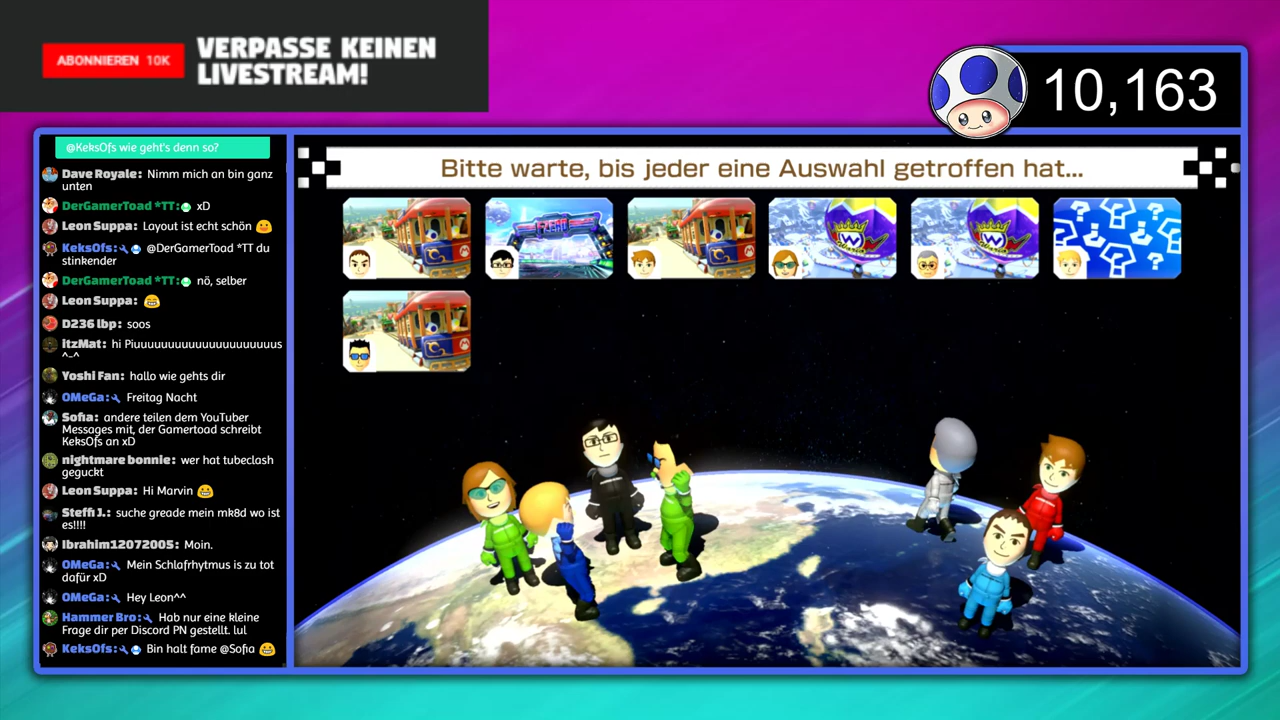 ABONNIEREN 10K
VERPASSE KEINEN
LIVESTREAM!
10,163
@KeksOfs wie geht's denn so?
Dave Royale: Nimm mich an bin ganz
unten
DerGamerToad *TT: xD
Leon Suppa: Layout ist echt schön
KeksOfs: @DerGamerToad *TT du
stinkender
DerGamerToad *TT: nö, selber
Leon Suppa:
D236 lbp: soos
itzMat: hi Piuuuuuuuuuuuuuuuuuuuus
^-^
Yoshi Fan: hallo wie gehts dir
OMeGa: Freitag Nacht
Sofia: andere teilen dem YouTuber
Messages mit, der Gamertoad schreibt
KeksOfs an xD
nightmare bonnie: wer hat tubeclash
geguckt
Leon Suppa: Hi Marvin
Steffi J.: suche greade mein mk8d wo ist
es!!!!
Ibrahim12072005: Moin.
OMeGa: Mein Schlafrhytmus is zu tot
dafür xD
OMeGa: Hey Leon^^
Hammer Bro: Hab nur eine kleine
Frage dir per Discord PN gestellt. lul
KeksOfs: Bin halt fame @Sofia
Bitte warte, bis jeder eine Auswahl getroffen hat...